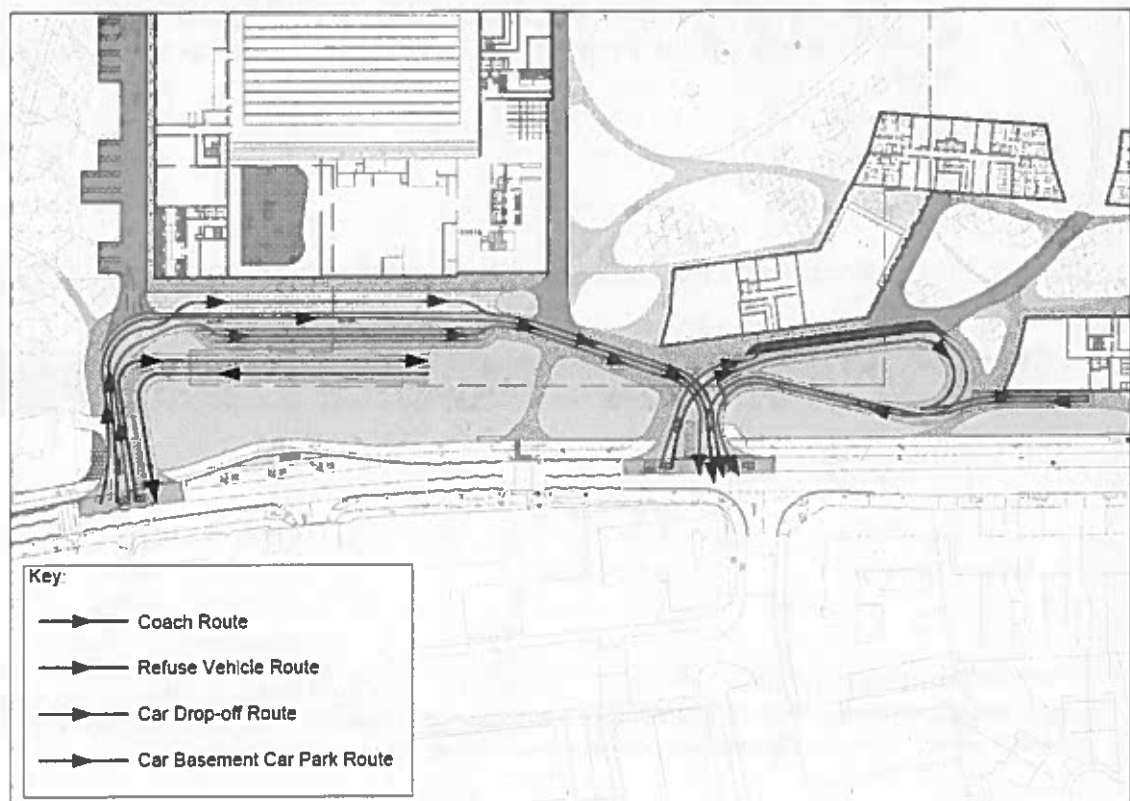 Key:
Coach Route
Refuse Vehicle Route
Car Drop-off Route
Car Basement Car Park Route